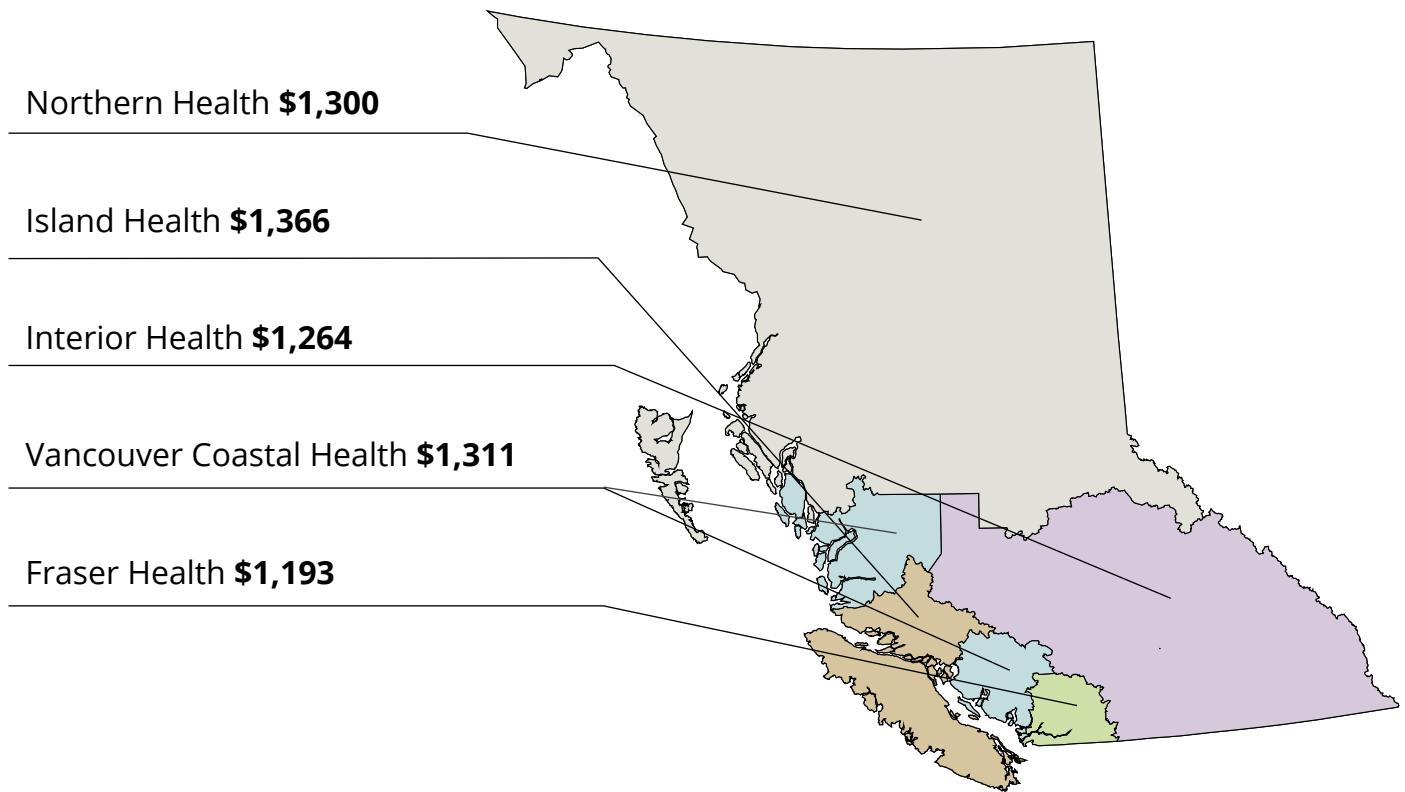 Northern Health $1,300
Island Health $1,366
Interior Health $1,264
Vancouver Coastal Health $1,311
Fraser Health $1,193